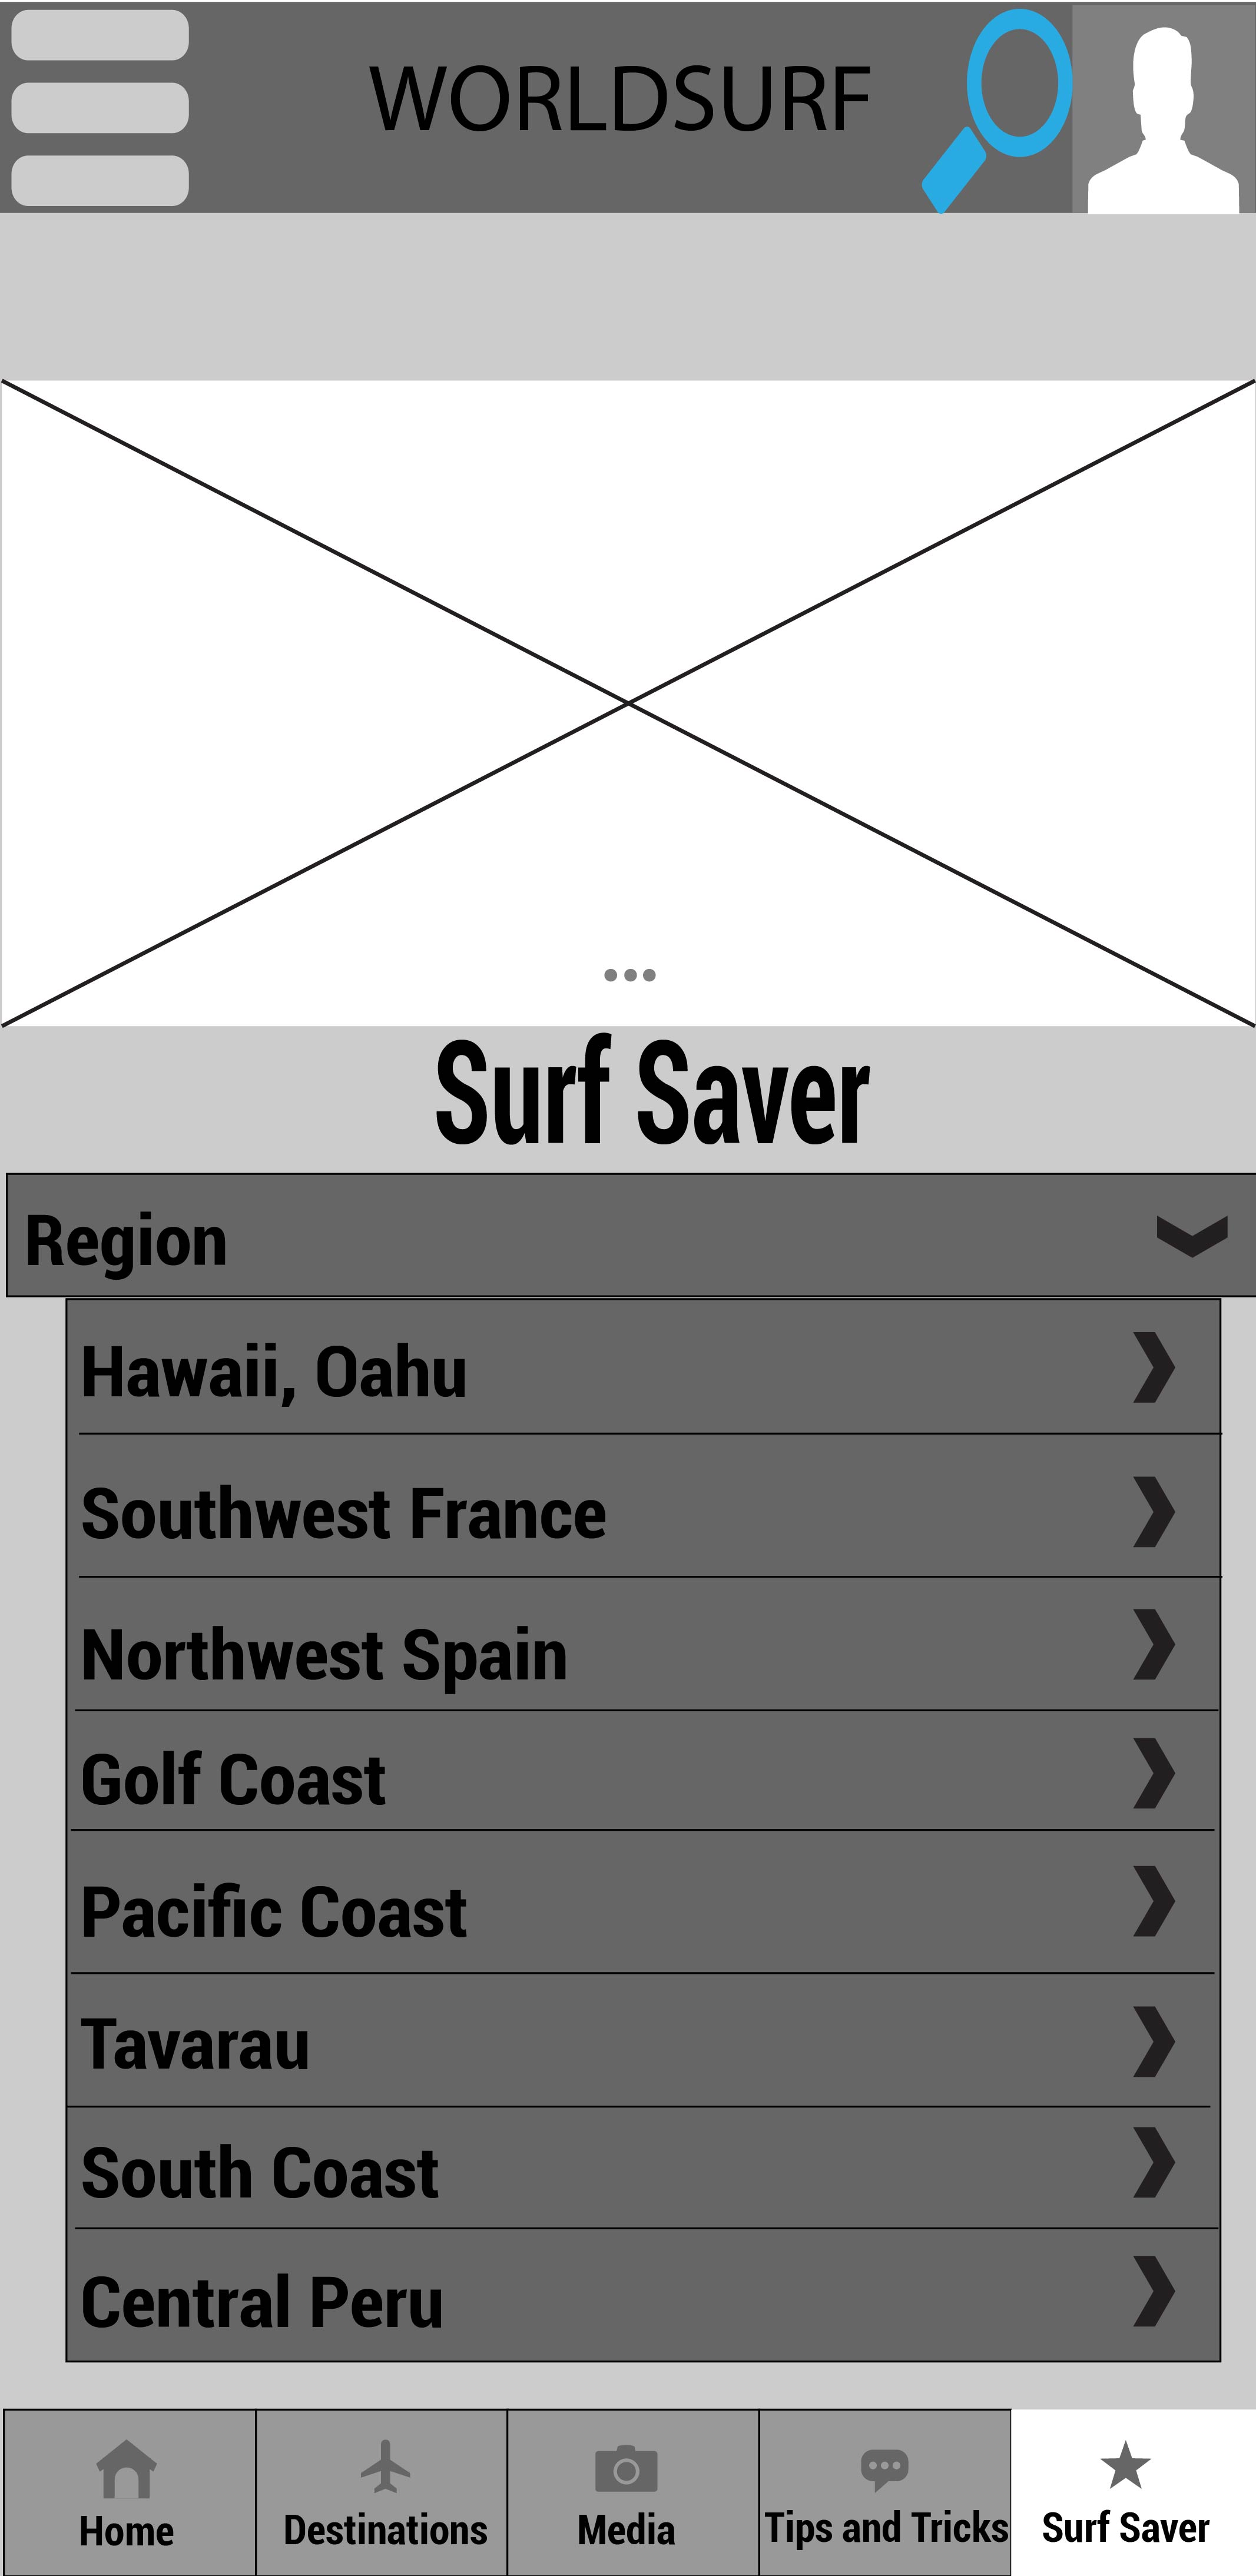 WORLDSURF
Surf Saver
Region
Hawaii, Oahu
Southwest France
Northwest Spain
Golf Coast
Pacific Coast
Tavarau
South Coast
Central Peru
Home
Destinations
Media
Tips and Tricks
Surf Saver